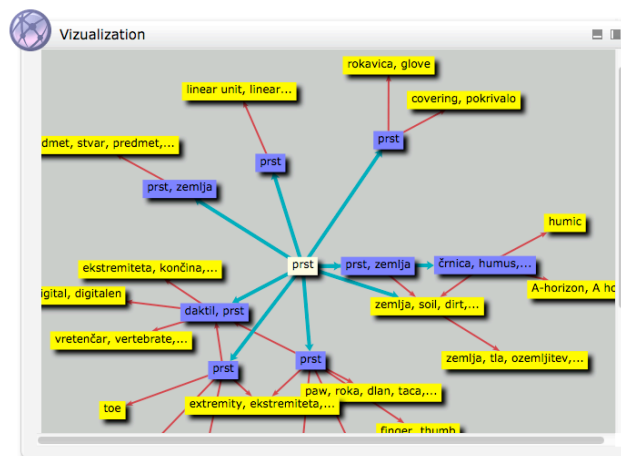 Vizualization
rokavica, glove
linear unit, linear...
covering, pokrivalo
prst
dmet, stvar, predmet,...
prst
prst, zemlja
humic
prst
prst, zemlja
črnica, humus,...
ekstremiteta, končina,...
igital, digitalen
A-horizon, A ho
zemlja, soil, dirt,...
daktil, prst
vretenčar, vertebrate,...
zemlja, tla, ozemljitev,...
prst
prst
paw, roka, dlan, taca,...
extremity, ekstremiteta,...
toe
finger, thumb